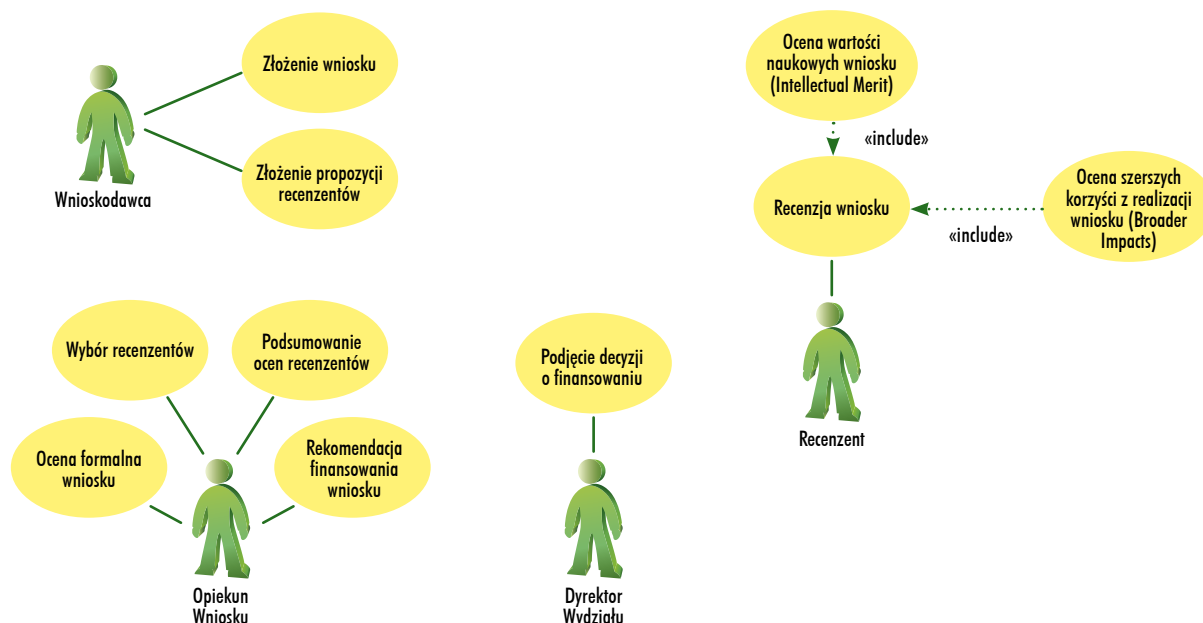 Złożenie wniosku
Złożenie propozycji
recenzentów
Wnioskodawca
Ocena wartości
naukowych wniosku
(Intellectual Merit)
«include»
Recenzja wniosku
Ocena szerszych
korzyści z realizacji
wniosku (Broader
Impacts)
«include»
Recenzent
Wybór recenzentów
Podsumowanie
ocen recenzentów
Ocena formalna
wniosku
Rekomendacja
finansowania
wniosku
Opiekun
Wniosku
Podjęcie decyzji
o finansowaniu
Dyrektor
Wydziału